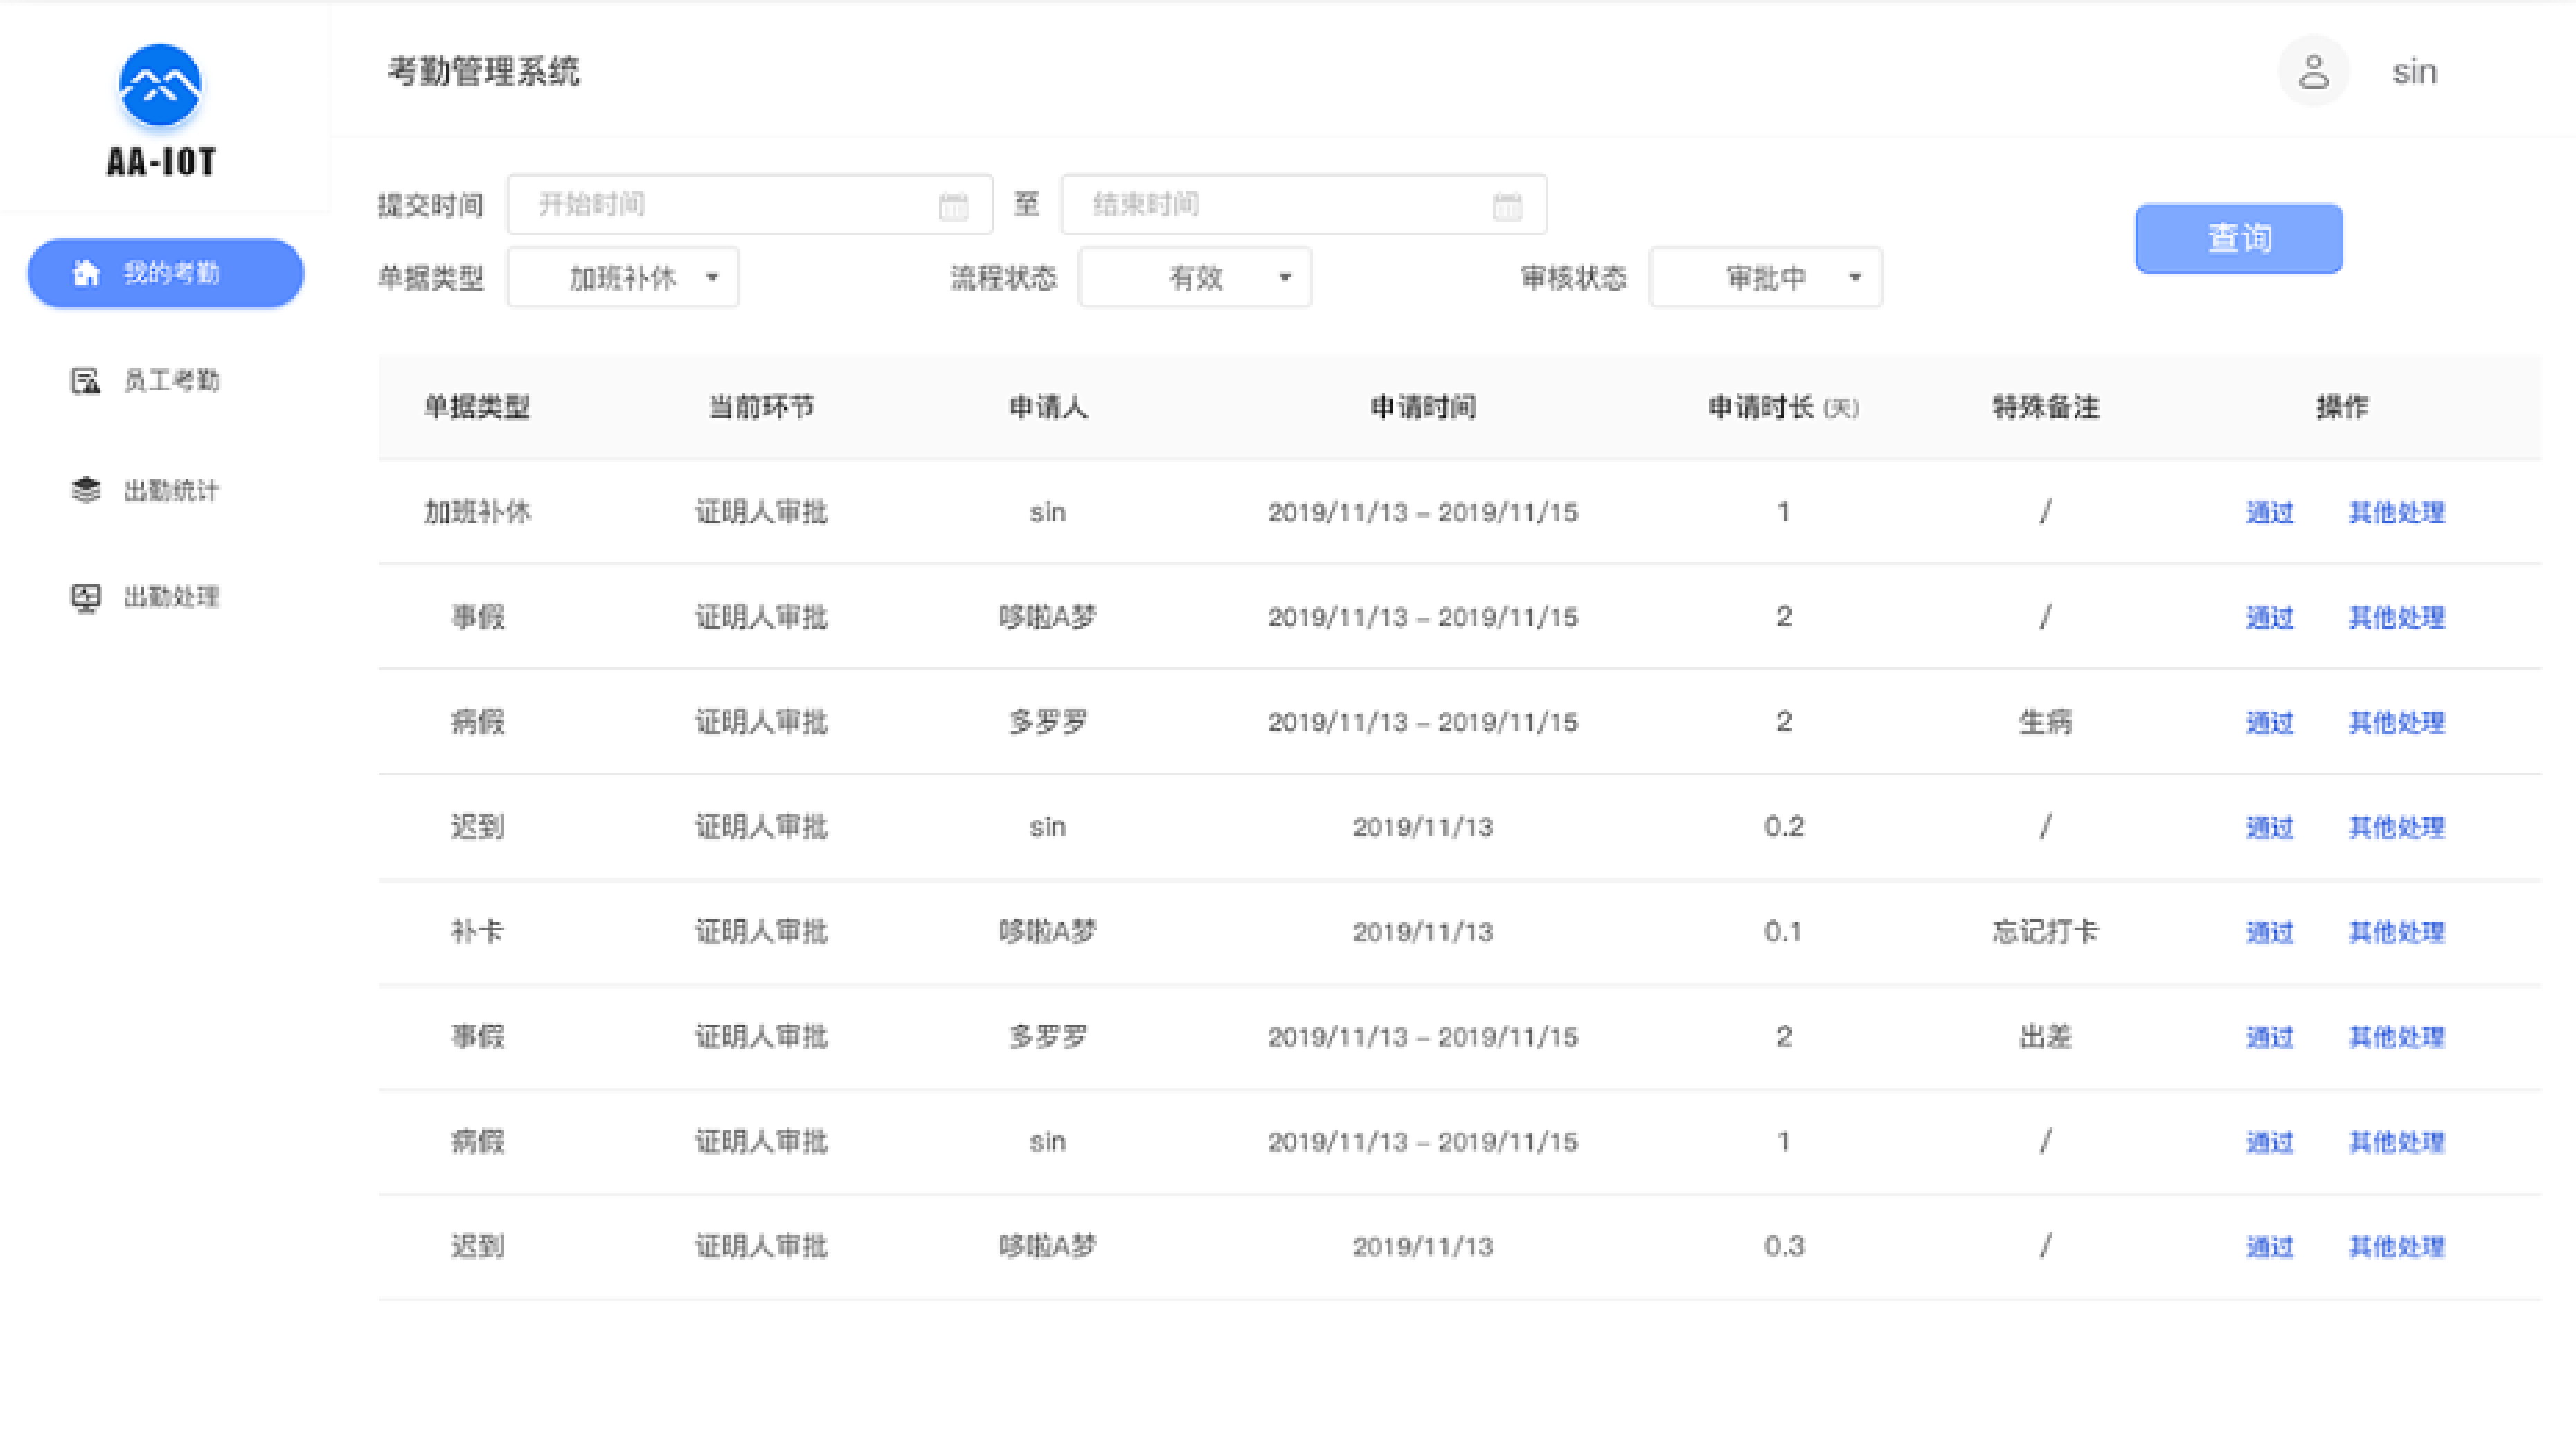 AA-IOT
考勤管理系统
sin
我的考勤
员工考勤
出勤统计
出勤处理
提交时间 开始时间 至 结束时间
单据类型 加班补休 流程状态 有效 审核状态 审批中
查询
单据类型 当前环节 申请人 申请时间 申请时长 (天) 特殊备注 操作
加班补休 证明人审批 sin 2019/11/13 – 2019/11/15 1 / 通过 其他处理
事假 证明人审批 哆啦A梦 2019/11/13 – 2019/11/15 2 / 通过 其他处理
病假 证明人审批 多罗罗 2019/11/13 – 2019/11/15 2 生病 通过 其他处理
迟到 证明人审批 sin 2019/11/13 0.2 / 通过 其他处理
补卡 证明人审批 哆啦A梦 2019/11/13 0.1 忘记打卡 通过 其他处理
事假 证明人审批 多罗罗 2019/11/13 – 2019/11/15 2 出差 通过 其他处理
病假 证明人审批 sin 2019/11/13 – 2019/11/15 1 / 通过 其他处理
迟到 证明人审批 哆啦A梦 2019/11/13 0.3 / 通过 其他处理